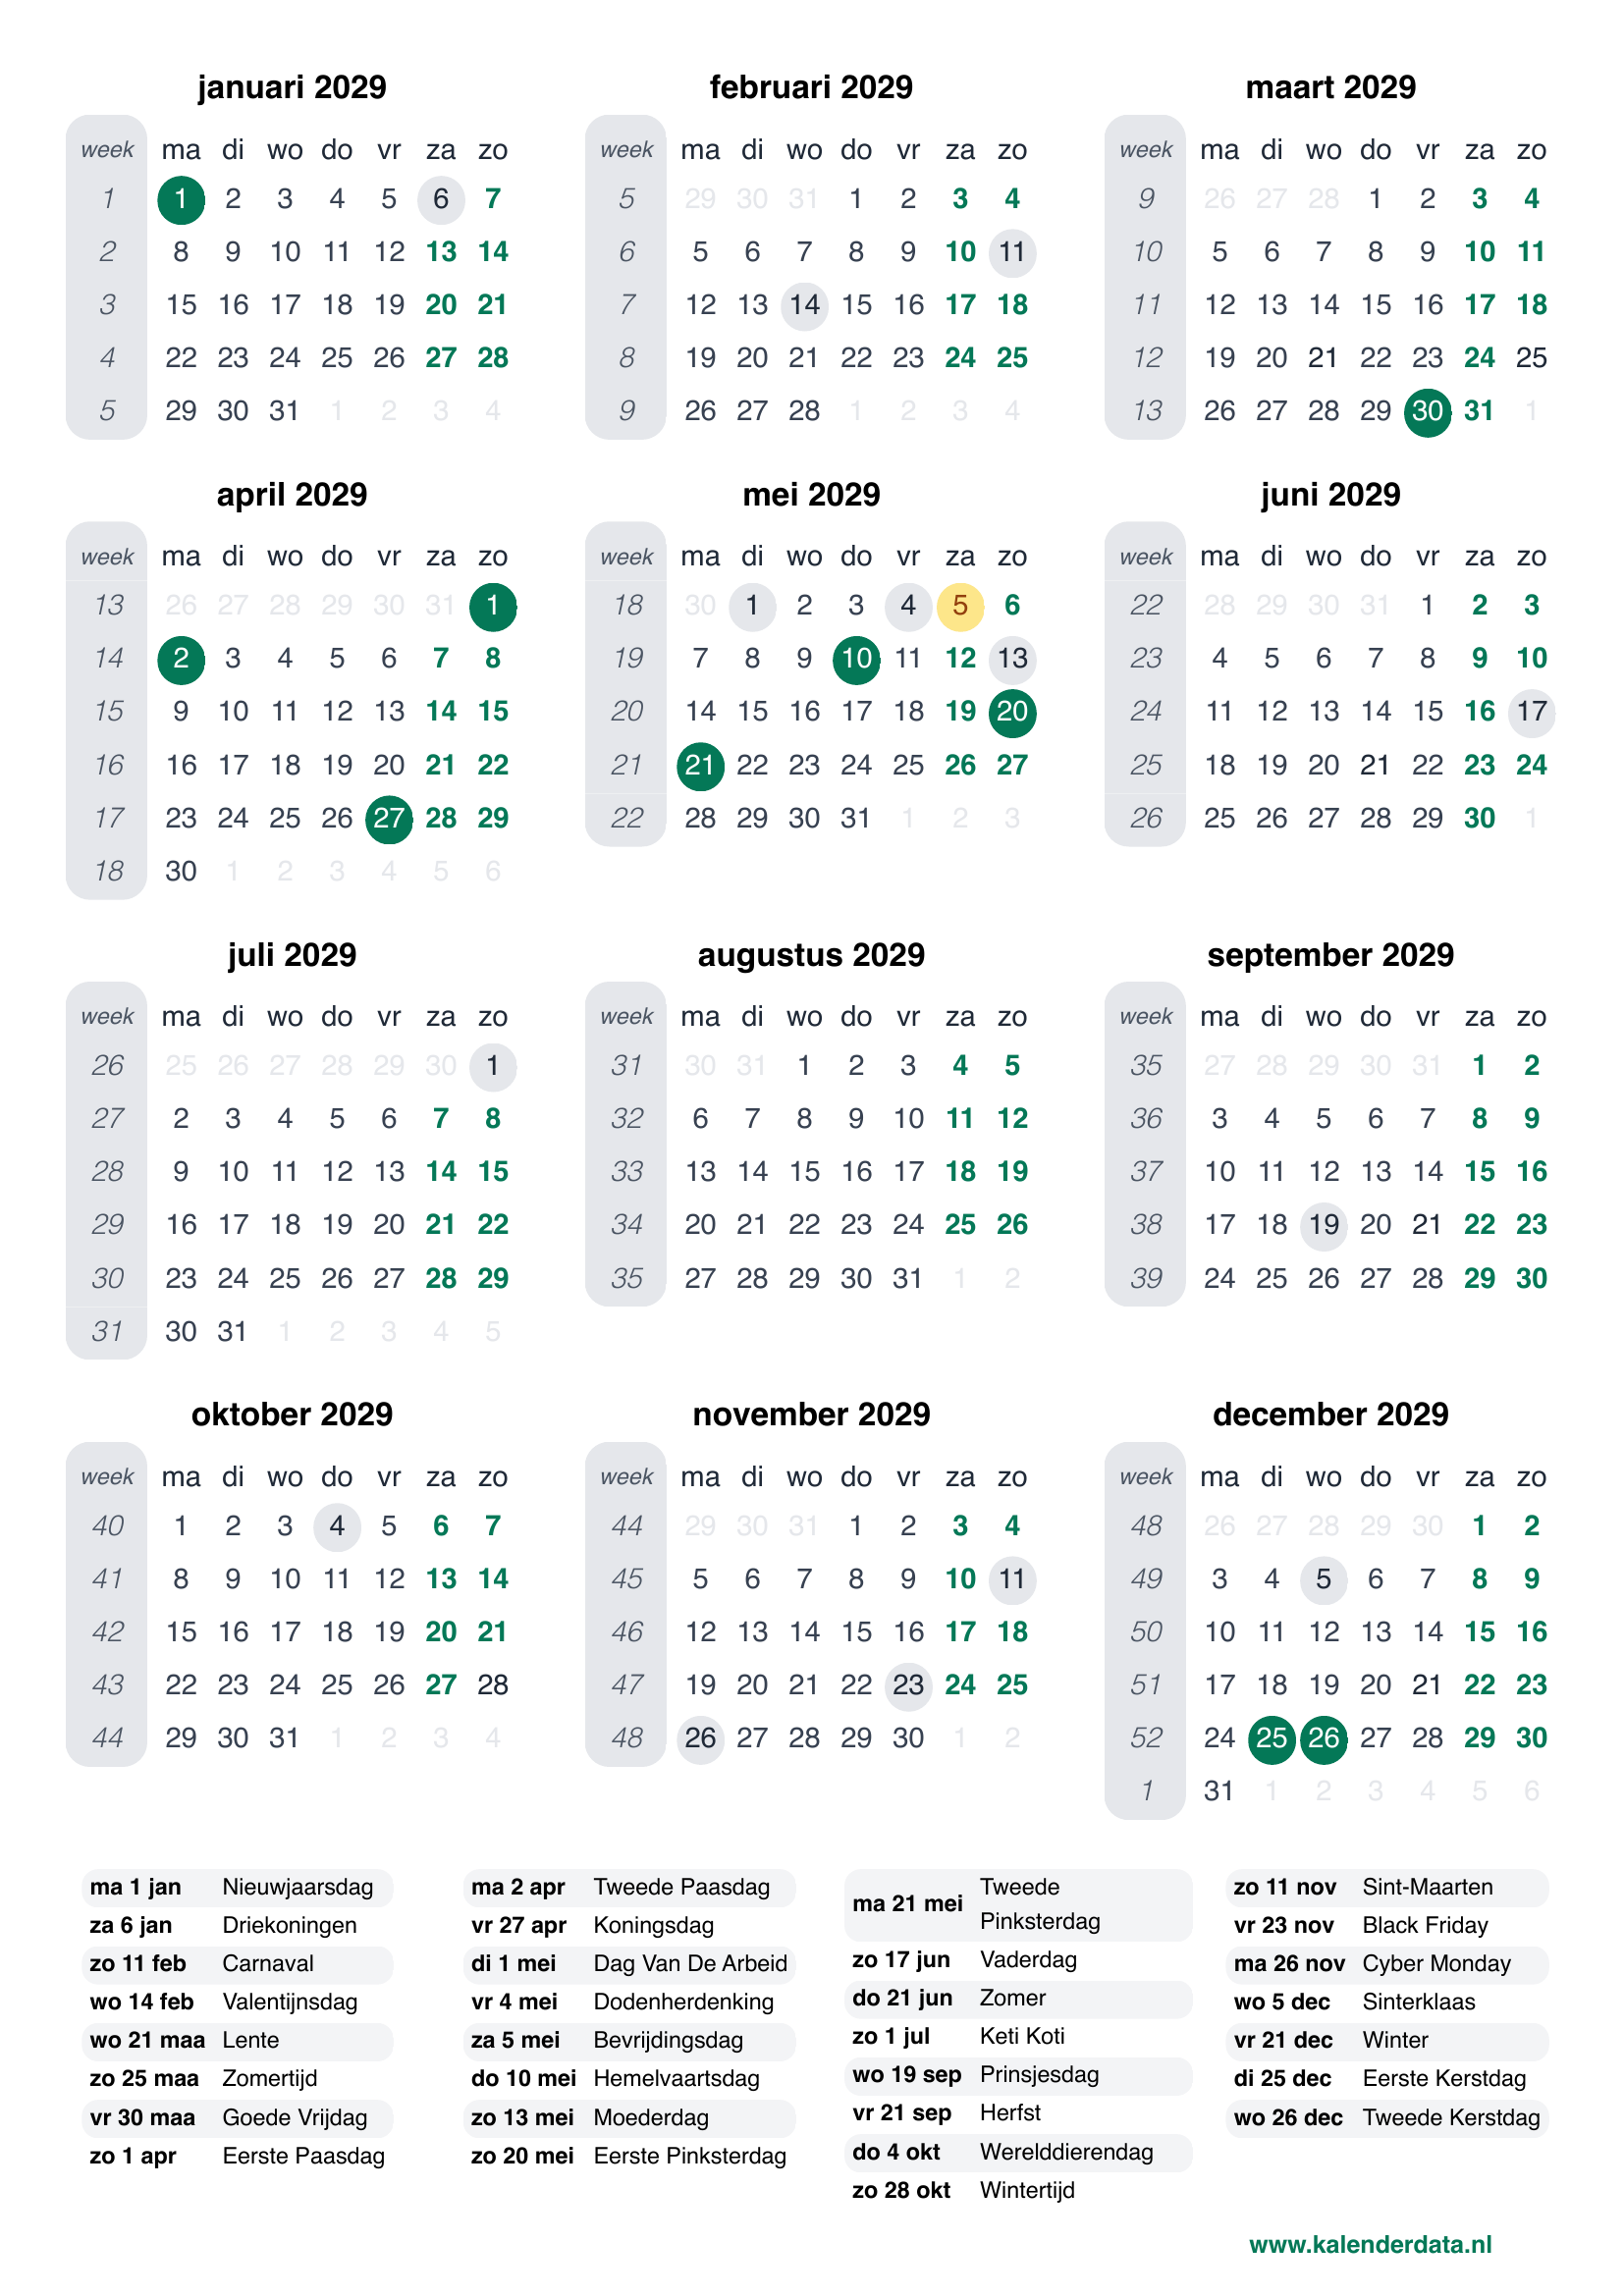 januari 2029
week ma di wo do vr za zo
1 1 2 3 4 5 6 7
2 8 9 10 11 12 13 14
3 15 16 17 18 19 20 21
4 22 23 24 25 26 27 28
5 29 30 31 1 2 3 4
februari 2029
week ma di wo do vr za zo
5 29 30 31 1 2 3 4
6 5 6 7 8 9 10 11
7 12 13 14 15 16 17 18
8 19 20 21 22 23 24 25
9 26 27 28 1 2 3 4
maart 2029
week ma di wo do vr za zo
9 26 27 28 1 2 3 4
10 5 6 7 8 9 10 11
11 12 13 14 15 16 17 18
12 19 20 21 22 23 24 25
13 26 27 28 29 30 31 1
april 2029
week ma di wo do vr za zo
13 26 27 28 29 30 31 1
14 2 3 4 5 6 7 8
15 9 10 11 12 13 14 15
16 16 17 18 19 20 21 22
17 23 24 25 26 27 28 29
18 30 1 2 3 4 5 6
mei 2029
week ma di wo do vr za zo
18 30 1 2 3 4 5 6
19 7 8 9 10 11 12 13
20 14 15 16 17 18 19 20
21 21 22 23 24 25 26 27
22 28 29 30 31 1 2 3
juni 2029
week ma di wo do vr za zo
22 28 29 30 31 1 2 3
23 4 5 6 7 8 9 10
24 11 12 13 14 15 16 17
25 18 19 20 21 22 23 24
26 25 26 27 28 29 30 1
juli 2029
week ma di wo do vr za zo
26 25 26 27 28 29 30 1
27 2 3 4 5 6 7 8
28 9 10 11 12 13 14 15
29 16 17 18 19 20 21 22
30 23 24 25 26 27 28 29
31 30 31 1 2 3 4 5
augustus 2029
week ma di wo do vr za zo
31 30 31 1 2 3 4 5
32 6 7 8 9 10 11 12
33 13 14 15 16 17 18 19
34 20 21 22 23 24 25 26
35 27 28 29 30 31 1 2
september 2029
week ma di wo do vr za zo
35 27 28 29 30 31 1 2
36 3 4 5 6 7 8 9
37 10 11 12 13 14 15 16
38 17 18 19 20 21 22 23
39 24 25 26 27 28 29 30
oktober 2029
week ma di wo do vr za zo
40 1 2 3 4 5 6 7
41 8 9 10 11 12 13 14
42 15 16 17 18 19 20 21
43 22 23 24 25 26 27 28
44 29 30 31 1 2 3 4
november 2029
week ma di wo do vr za zo
44 29 30 31 1 2 3 4
45 5 6 7 8 9 10 11
46 12 13 14 15 16 17 18
47 19 20 21 22 23 24 25
48 26 27 28 29 30 1 2
december 2029
week ma di wo do vr za zo
48 26 27 28 29 30 1 2
49 3 4 5 6 7 8 9
50 10 11 12 13 14 15 16
51 17 18 19 20 21 22 23
52 24 25 26 27 28 29 30
1 31 1 2 3 4 5 6
ma 1 jan Nieuwjaarsdag
za 6 jan Driekoningen
zo 11 feb Carnaval
wo 14 feb Valentijnsdag
wo 21 maa Lente
zo 25 maa Zomertijd
vr 30 maa Goede Vrijdag
zo 1 apr Eerste Paasdag
ma 2 apr Tweede Paasdag
vr 27 apr Koningsdag
di 1 mei Dag Van De Arbeid
vr 4 mei Dodenherdenking
za 5 mei Bevrijdingsdag
do 10 mei Hemelvaartsdag
zo 13 mei Moederdag
zo 20 mei Eerste Pinksterdag
ma 21 mei Tweede
Pinksterdag
zo 17 jun Vaderdag
do 21 jun Zomer
zo 1 jul Keti Koti
wo 19 sep Prinsjesdag
vr 21 sep Herfst
do 4 okt Werelddierendag
zo 28 okt Wintertijd
zo 11 nov Sint-Maarten
vr 23 nov Black Friday
ma 26 nov Cyber Monday
wo 5 dec Sinterklaas
vr 21 dec Winter
di 25 dec Eerste Kerstdag
wo 26 dec Tweede Kerstdag
www.kalenderdata.nl